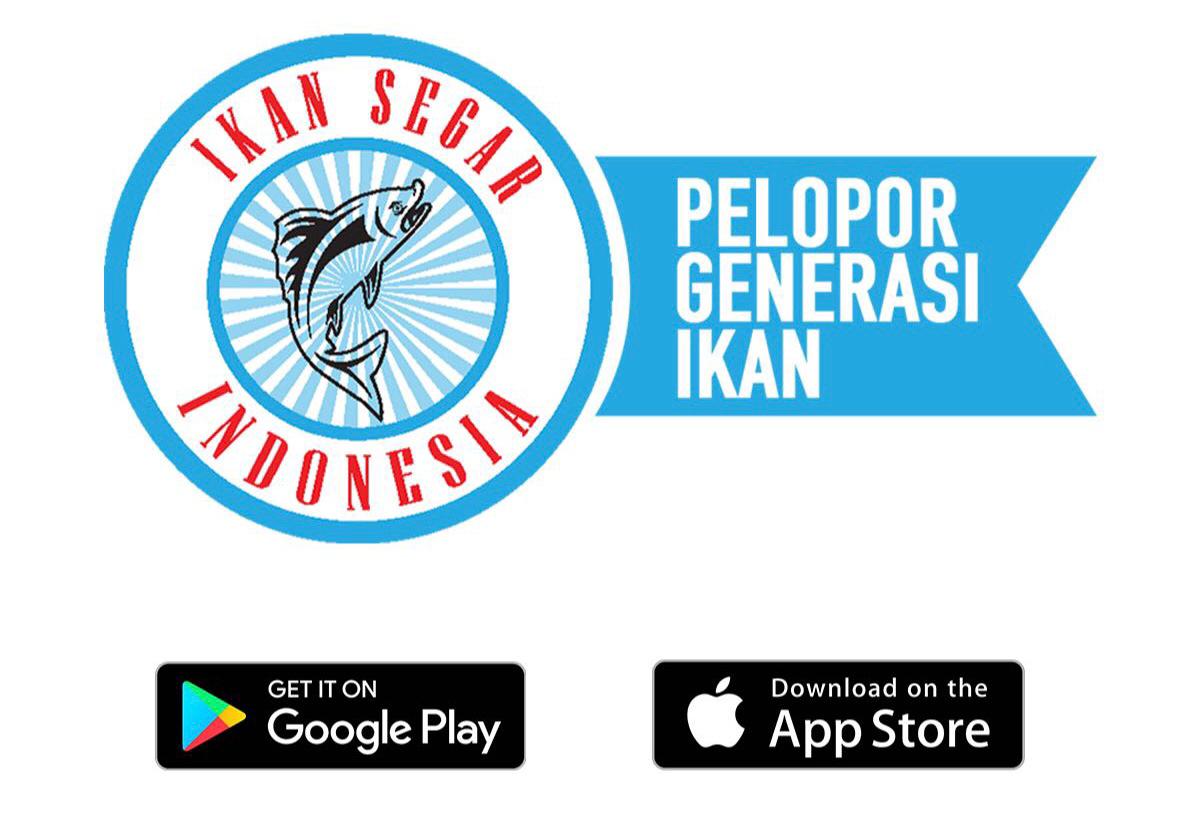 IKAN SEGAR
INDONESIA
PELOPOR
GENERASI
IKAN
GET IT ON
Google Play
Download on the
App Store